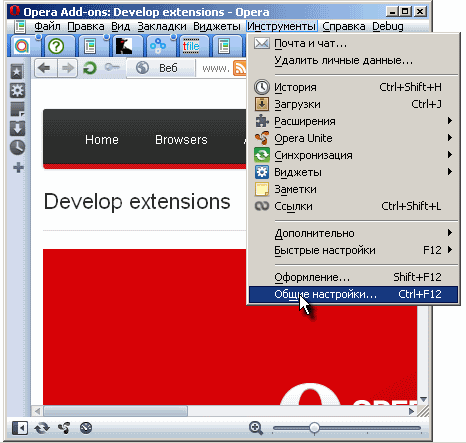 Opera Add-ons: Develop extensions - Opera
Файл Правка Вид Закладки Виджеты Инструменты Справка Debug
tfile
Веб www.
Почта и чат...
Удалить личные данные...
История Ctrl+Shift+H
Загрузки Ctrl+J
Расширения
Opera Unite
Синхронизация
Виджеты
Заметки
Ссылки Ctrl+Shift+L
Дополнительно
Быстрые настройки F12
Оформление... Shift+F12
Общие настройки... Ctrl+F12
Home Browsers
Develop extensions